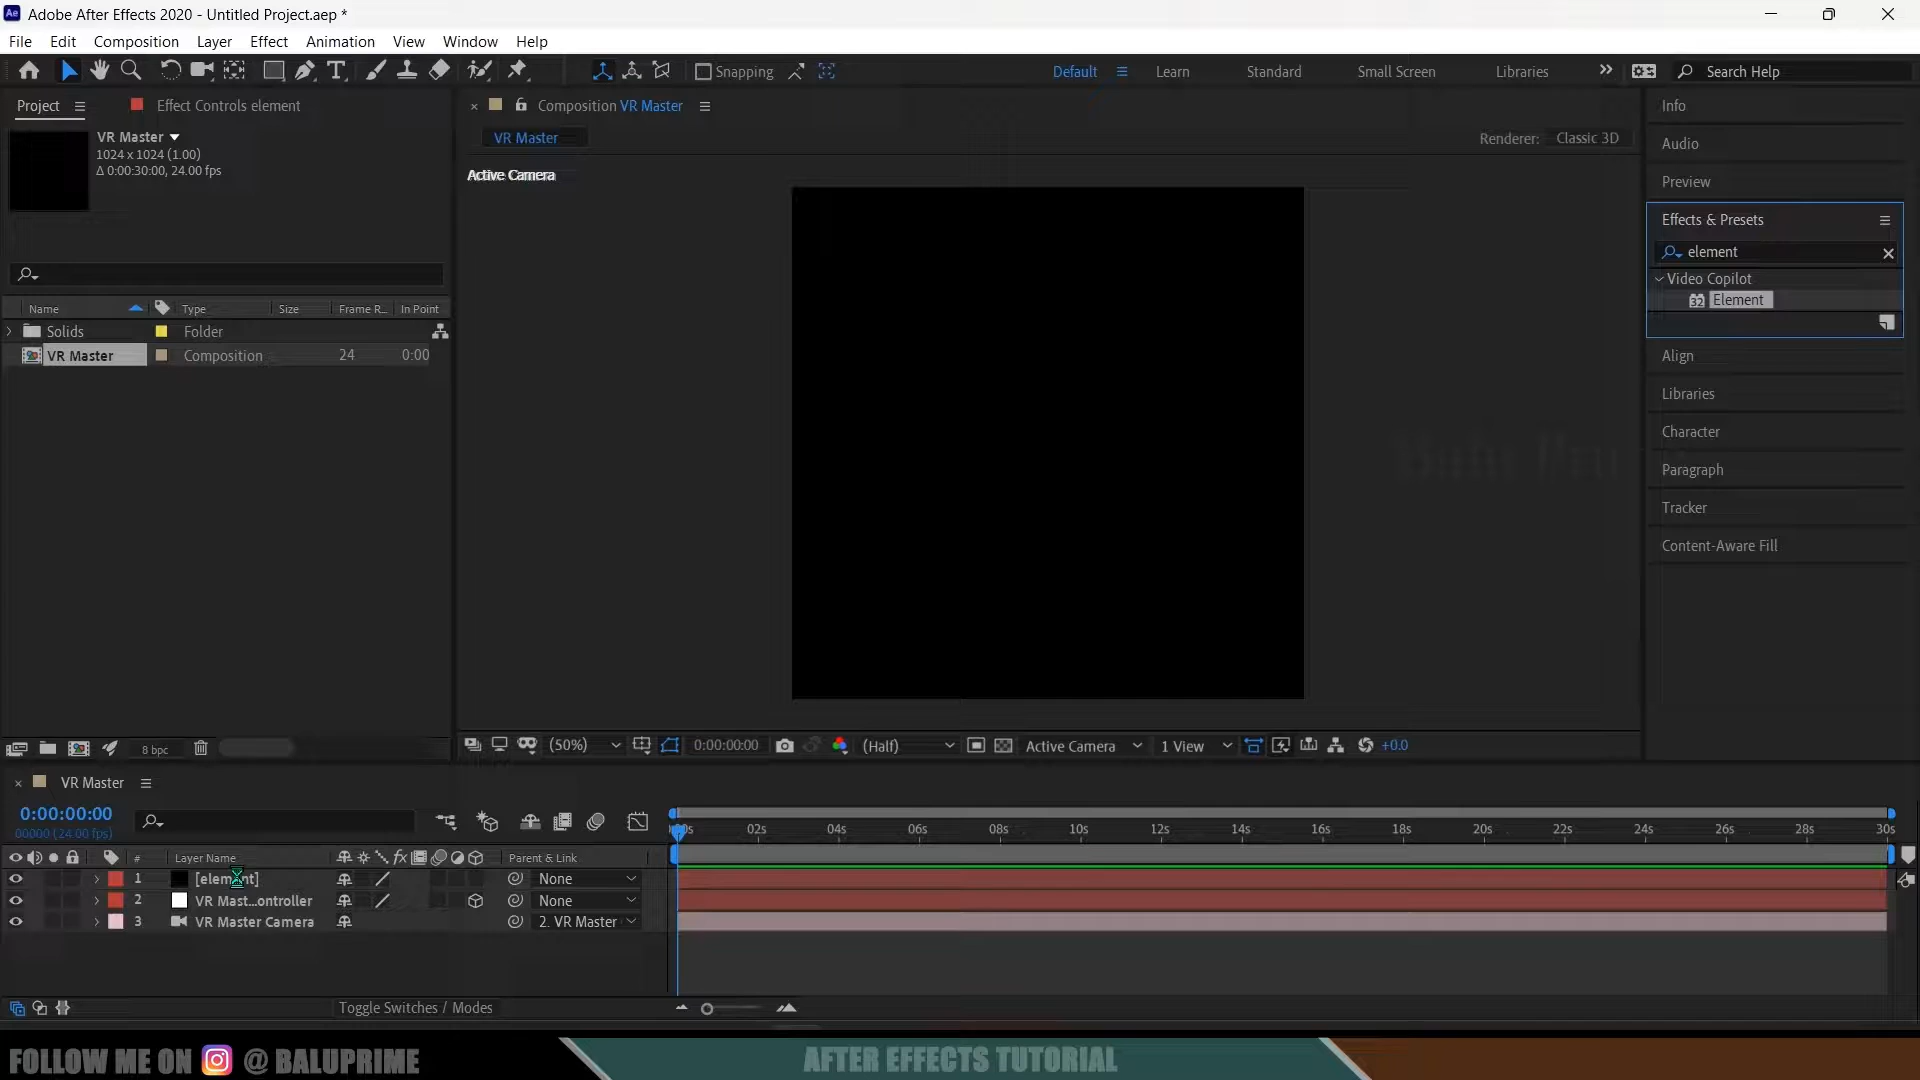 Ae Adobe After Effects 2020 - Untitled Project.aep *
File Edit Composition Layer Effect Animation View Window Help
Snapping Default Learn Standard Small Screen Libraries Search Help
Project Effect Controls element
VR Master
1024 x 1024 (1.00)
Δ 0:00:30:00, 24.00 fps
Name Type Size Frame R... In Point
Solids Folder
VR Master Composition 24 0:00
8 bpc
Composition VR Master
VR Master
Renderer: Classic 3D
Active Camera
(50%) 0:00:00:00 (Half) Active Camera 1 View +0.0
Info
Audio
Preview
Effects & Presets
element
Video Copilot
32 Element
Align
Libraries
Character
Paragraph
Tracker
Content-Aware Fill
VR Master
0:00:00:00
00000 (24.00 fps)
02s 04s 06s 08s 10s 12s 14s 16s 18s 20s 22s 24s 26s 28s 30s
# Layer Name fx Parent & Link
1 [element] None
2 VR Mast...ontroller None
3 VR Master Camera 2. VR Master
Toggle Switches / Modes
FOLLOW ME ON @ BALUPRIME
AFTER EFFECTS TUTORIAL